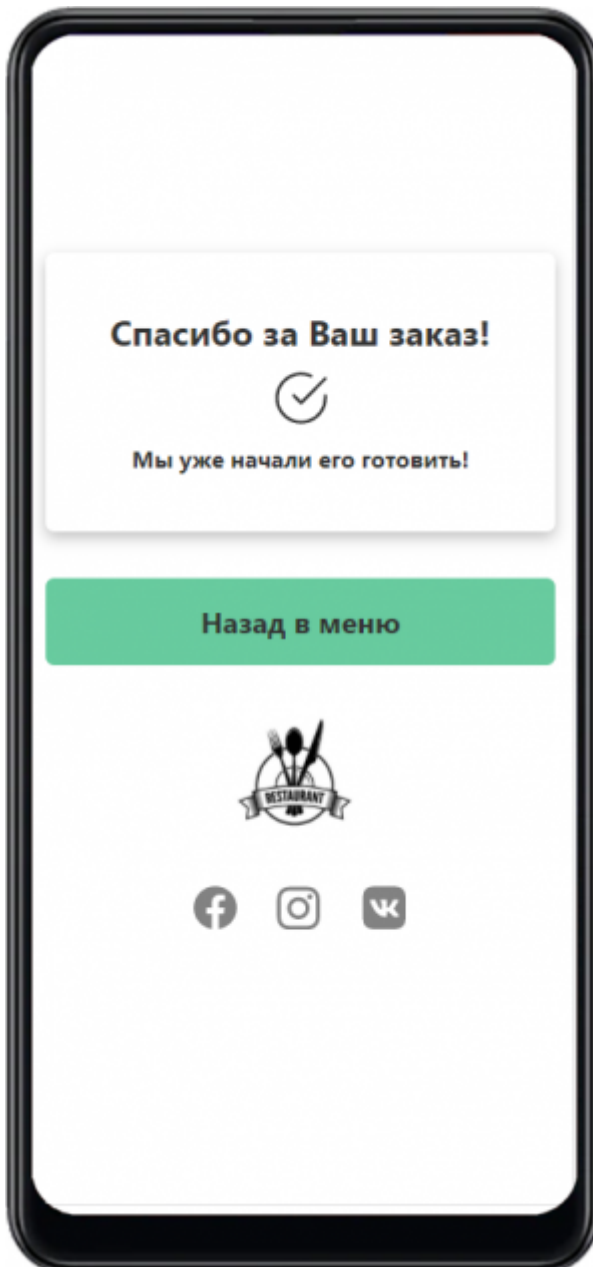 Спасибо за Ваш заказ!
Мы уже начали его готовить!
Назад в меню
RESTAURANT